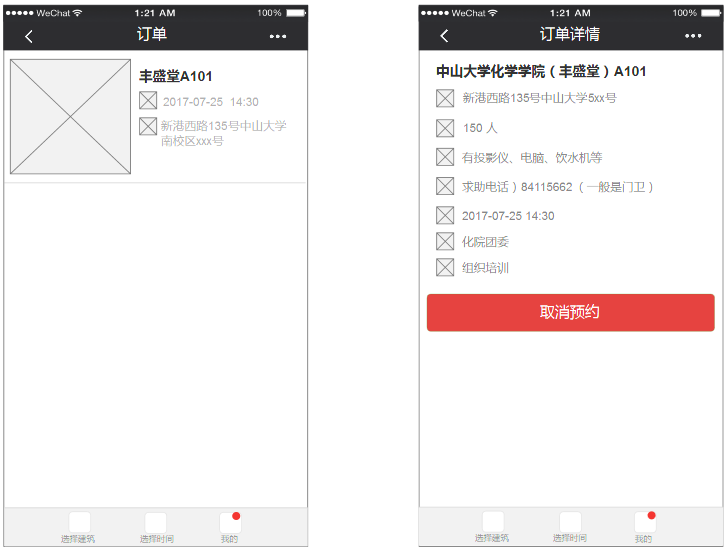 WeChat 1:21 AM 100%
订单
丰盛堂A101
2017-07-25 14:30
新港西路135号中山大学
南校区xxx号
选择建筑 选择时间 我的
WeChat 1:21 AM 100%
订单详情
中山大学化学学院（丰盛堂）A101
新港西路135号中山大学5xx号
150 人
有投影仪、电脑、饮水机等
求助电话）84115662（一般是门卫）
2017-07-25 14:30
化院团委
组织培训
取消预约
选择建筑 选择时间 我的